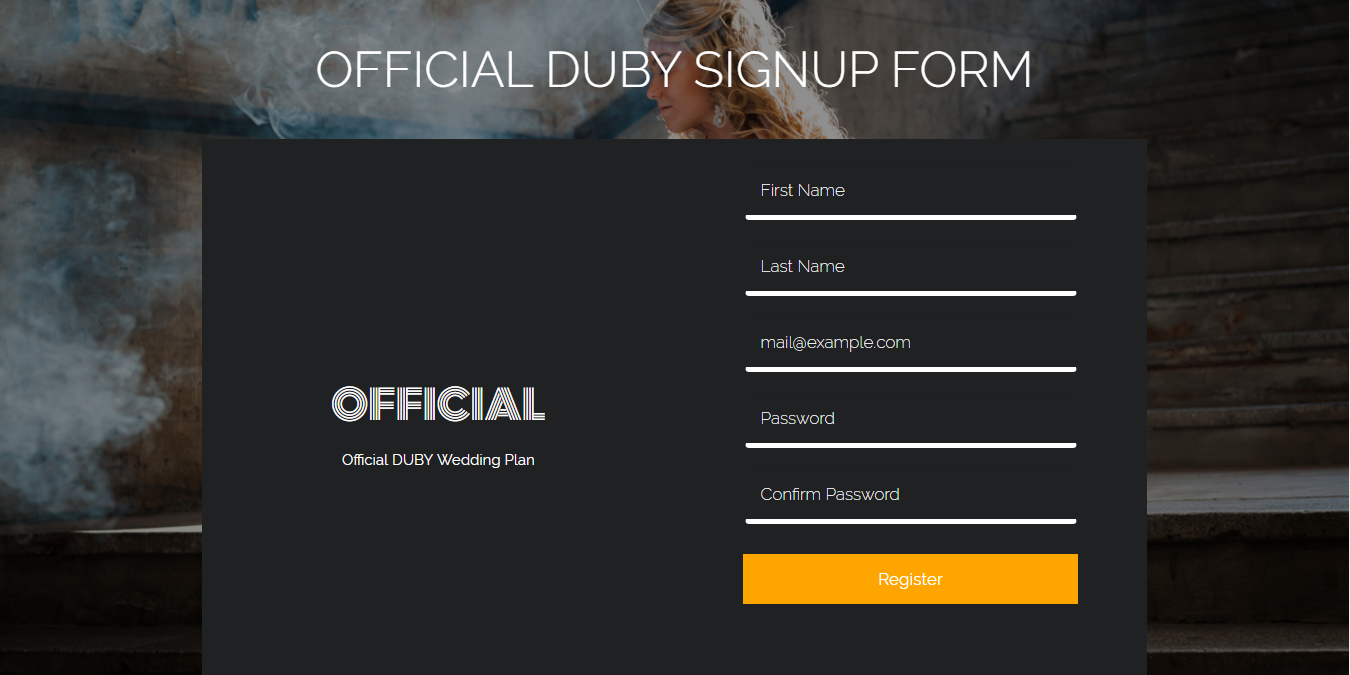 OFFICIAL DUBY SIGNUP FORM
OFFICIAL
Official DUBY Wedding Plan
First Name
Last Name
mail@example.com
Password
Confirm Password
Register